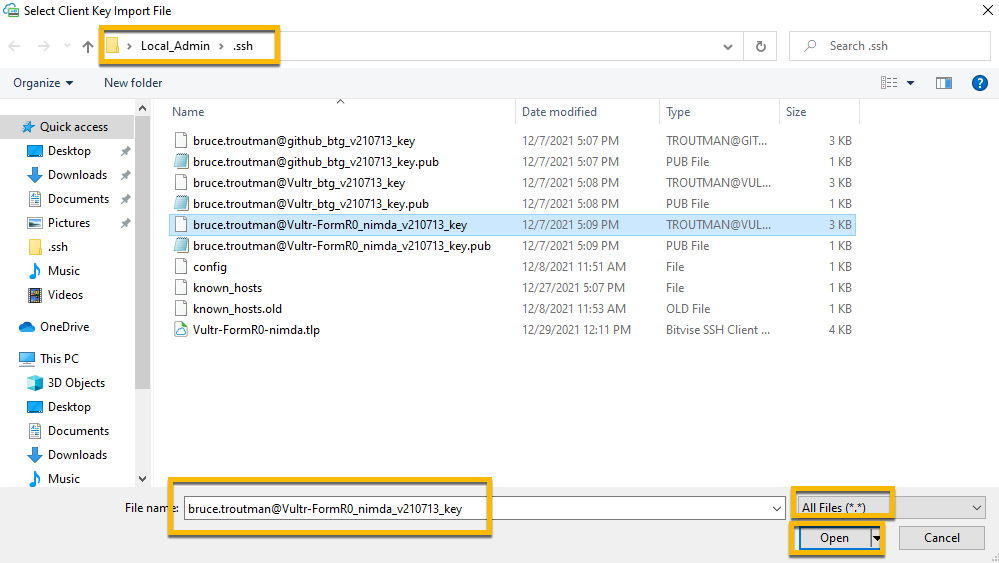 Select Client Key Import File
Local_Admin › .ssh
Search .ssh
Organize New folder
Name Date modified Type Size
Quick access
Desktop
Downloads
Documents
Pictures
.ssh
Music
Videos
OneDrive
This PC
3D Objects
Desktop
Documents
Downloads
Music
bruce.troutman@github_btg_v210713_key 12/7/2021 5:07 PM TROUTMAN@GIT... 3 KB
bruce.troutman@github_btg_v210713_key.pub 12/7/2021 5:07 PM PUB File 1 KB
bruce.troutman@Vultr_btg_v210713_key 12/7/2021 5:08 PM TROUTMAN@VUL... 3 KB
bruce.troutman@Vultr_btg_v210713_key.pub 12/7/2021 5:08 PM PUB File 1 KB
bruce.troutman@Vultr-FormR0_nimda_v210713_key 12/7/2021 5:09 PM TROUTMAN@VUL... 3 KB
bruce.troutman@Vultr-FormR0_nimda_v210713_key.pub 12/7/2021 5:09 PM PUB File 1 KB
config 12/8/2021 11:51 AM File 1 KB
known_hosts 12/27/2021 5:07 PM File 1 KB
known_hosts.old 12/8/2021 11:53 AM OLD File 1 KB
Vultr-FormR0-nimda.tlp 12/29/2021 12:11 PM Bitvise SSH Client ... 4 KB
File name: bruce.troutman@Vultr-FormR0_nimda_v210713_key All Files (*.*)
Open Cancel